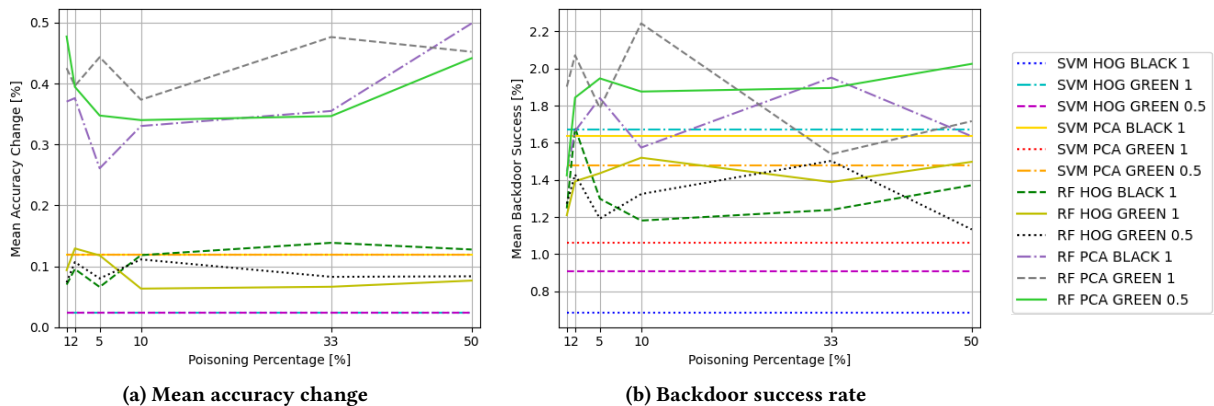 0.5
0.4
0.3
0.2
0.1
0.0
Mean Accuracy Change [%]
1 2 5 10 33 50
Poisoning Percentage [%]
(a) Mean accuracy change
2.2
2.0
1.8
1.6
1.4
1.2
1.0
0.8
Mean Backdoor Success [%]
1 2 5 10 33 50
Poisoning Percentage [%]
(b) Backdoor success rate
SVM HOG BLACK 1
SVM HOG GREEN 1
SVM HOG GREEN 0.5
SVM PCA BLACK 1
SVM PCA GREEN 1
SVM PCA GREEN 0.5
RF HOG BLACK 1
RF HOG GREEN 1
RF HOG GREEN 0.5
RF PCA BLACK 1
RF PCA GREEN 1
RF PCA GREEN 0.5